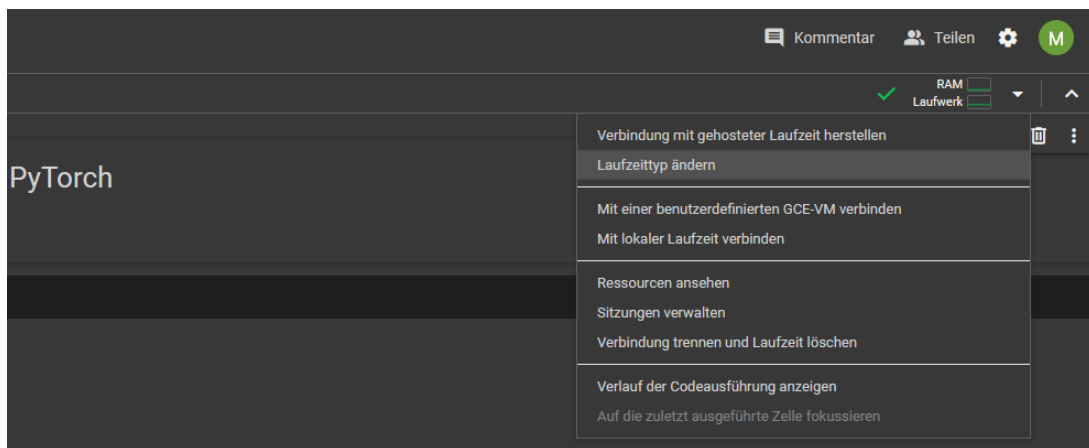 Kommentar
Teilen
M
RAM
Laufwerk
PyTorch
Verbindung mit gehosteter Laufzeit herstellen
Laufzeittyp ändern
Mit einer benutzerdefinierten GCE-VM verbinden
Mit lokaler Laufzeit verbinden
Ressourcen ansehen
Sitzungen verwalten
Verbindung trennen und Laufzeit löschen
Verlauf der Codeausführung anzeigen
Auf die zuletzt ausgeführte Zelle fokussieren